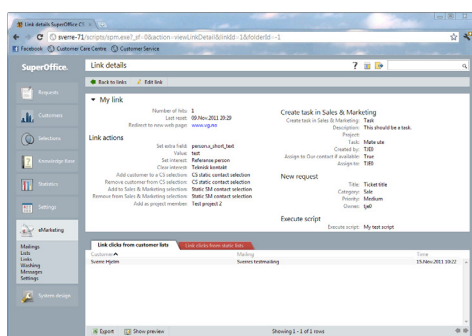 Link details SuperOffice CS
sverre-71/scripts/spm.exe?_sf=0&action=viewLinkDetail&linkId=1&folderId=-1
Facebook Customer Care Centre Customer Service
SuperOffice.
Link details
Back to links Edit link
Requests
Customers
Selections
Knowledge Base
Statistics
Settings
eMarketing
Mailings
Lists
Links
Washing
Messages
Settings
System design
My link
Number of hits: 1
Last reset: 09.Nov.2011 20:29
Redirect to new web page: www.vg.no
Link actions
Set extra field: person.x_short_text
Value: test
Set interest: Reference person
Clear interest: Teknisk kontakt
Add customer to a CS selection: CS static contact selection
Remove customer from CS selection: CS static contact selection
Add to Sales & Marketing selection: Static SM contact selection
Remove from Sales & Marketing selection: Static SM contact selection
Add as project member: Test project 2
Create task in Sales & Marketing
Create task in Sales & Marketing: Task
Description: This should be a task.
Project:
Task: Møte ute
Created by: TJEI
Assign to Our contact if available: True
Assign to: TJEI
New request
Title: Ticket title
Category: Sale
Priority: Medium
Owner: tje0
Execute script
Execute script: My test script
Link clicks from customer lists Link clicks from static lists
Customer Mailing Time
Sverre Hjelm Sverres testmailing 15.Nov.2011 10:22
Export Show preview Showing 1 - 1 of 1 rows